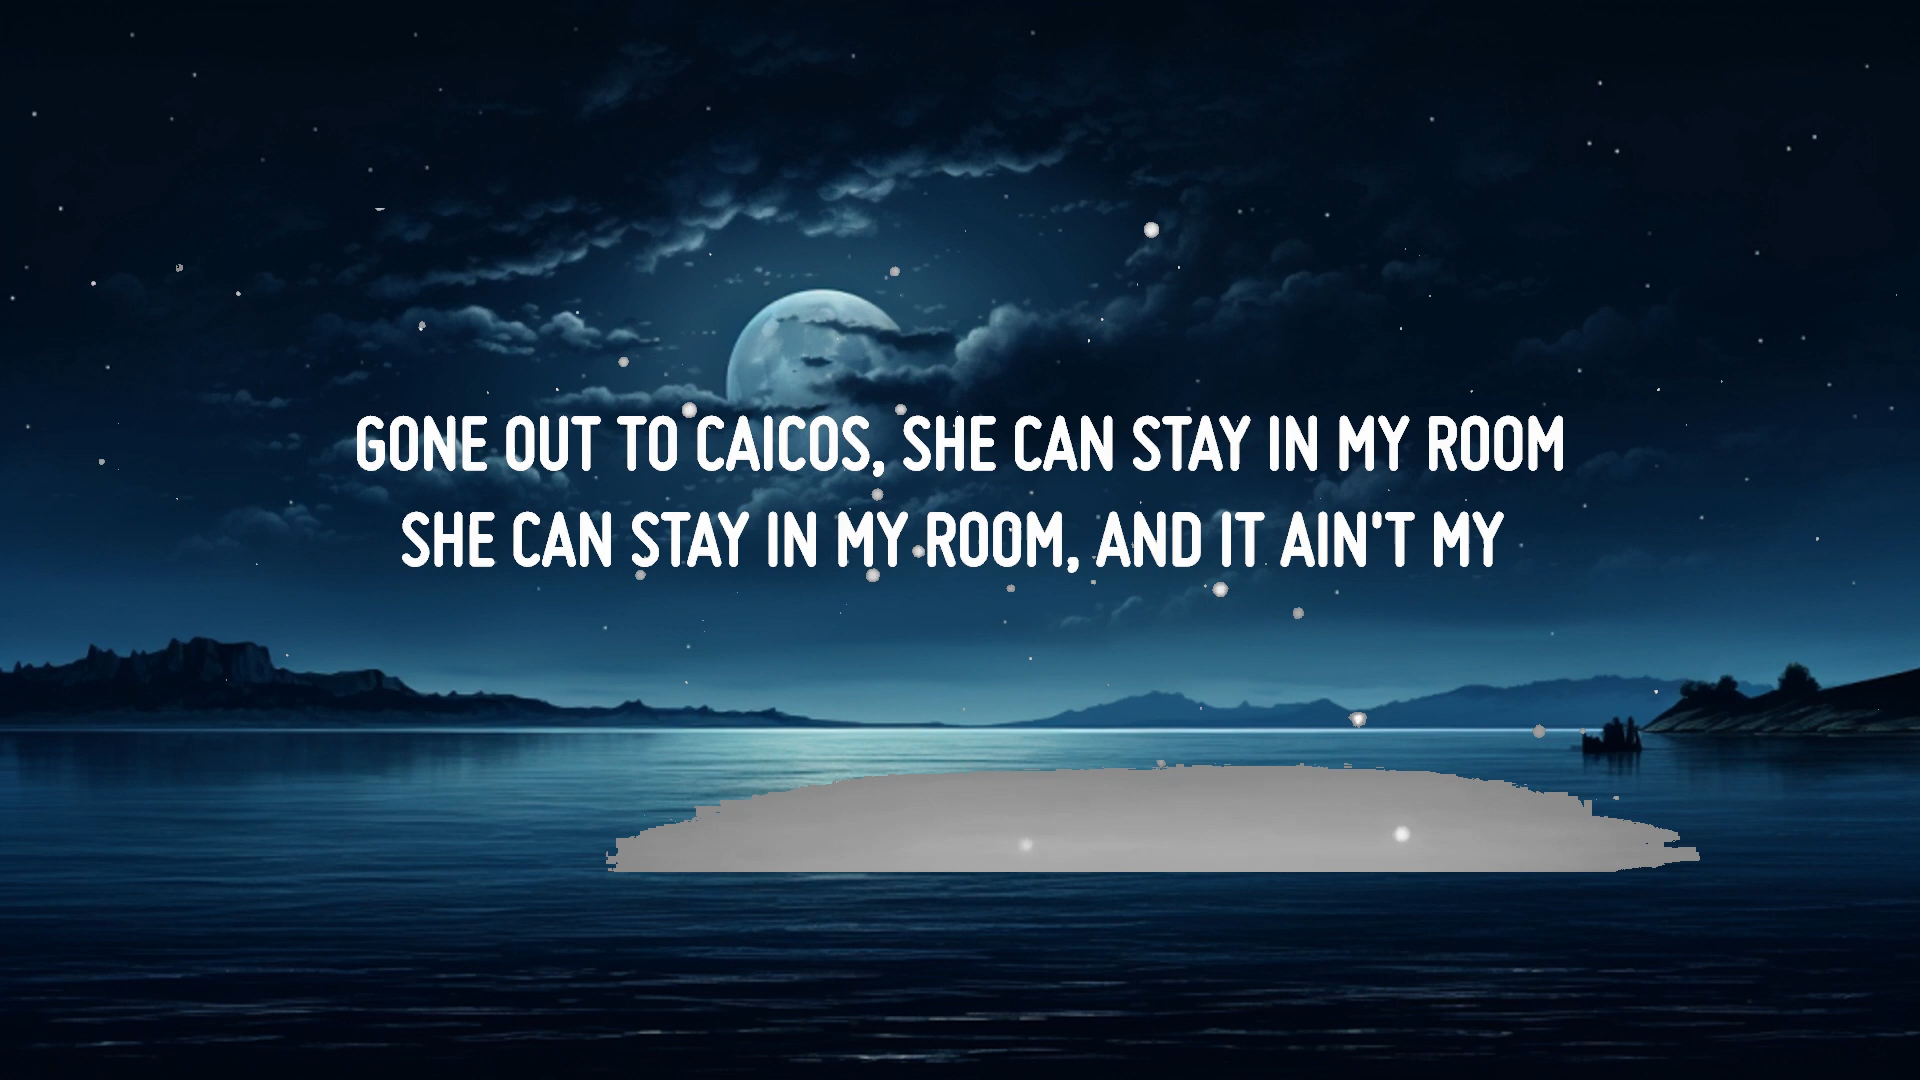 GONE OUT TO CAICOS, SHE CAN STAY IN MY ROOM
SHE CAN STAY IN MY ROOM, AND IT AIN'T MY